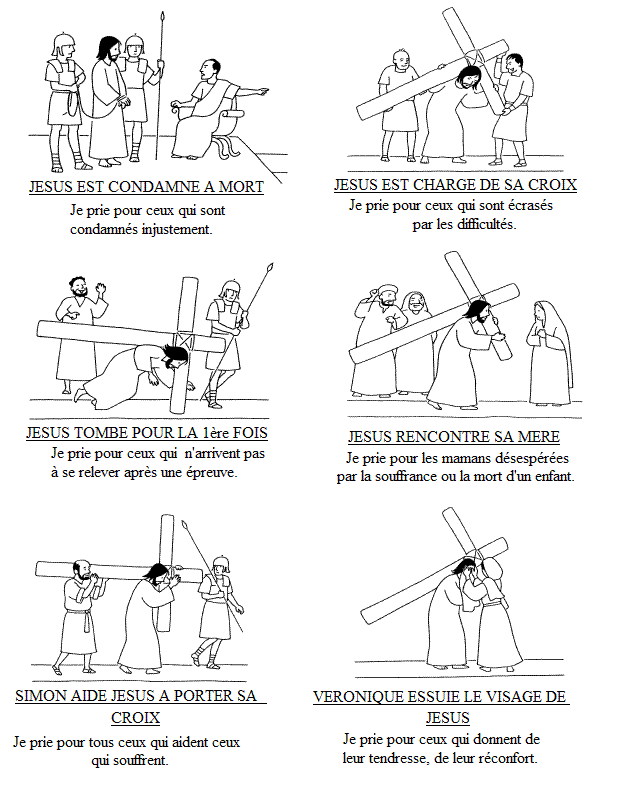 JESUS EST CONDAMNE A MORT
Je prie pour ceux qui sont
condamnés injustement.
JESUS EST CHARGE DE SA CROIX
Je prie pour ceux qui sont écrasés
par les difficultés.
JESUS TOMBE POUR LA 1ère FOIS
Je prie pour ceux qui n'arrivent pas
à se relever après une épreuve.
JESUS RENCONTRE SA MERE
Je prie pour les mamans désespérées
par la souffrance ou la mort d'un enfant.
SIMON AIDE JESUS A PORTER SA
CROIX
Je prie pour tous ceux qui aident ceux
qui souffrent.
VERONIQUE ESSUIE LE VISAGE DE
JESUS
Je prie pour ceux qui donnent de
leur tendresse, de leur réconfort.